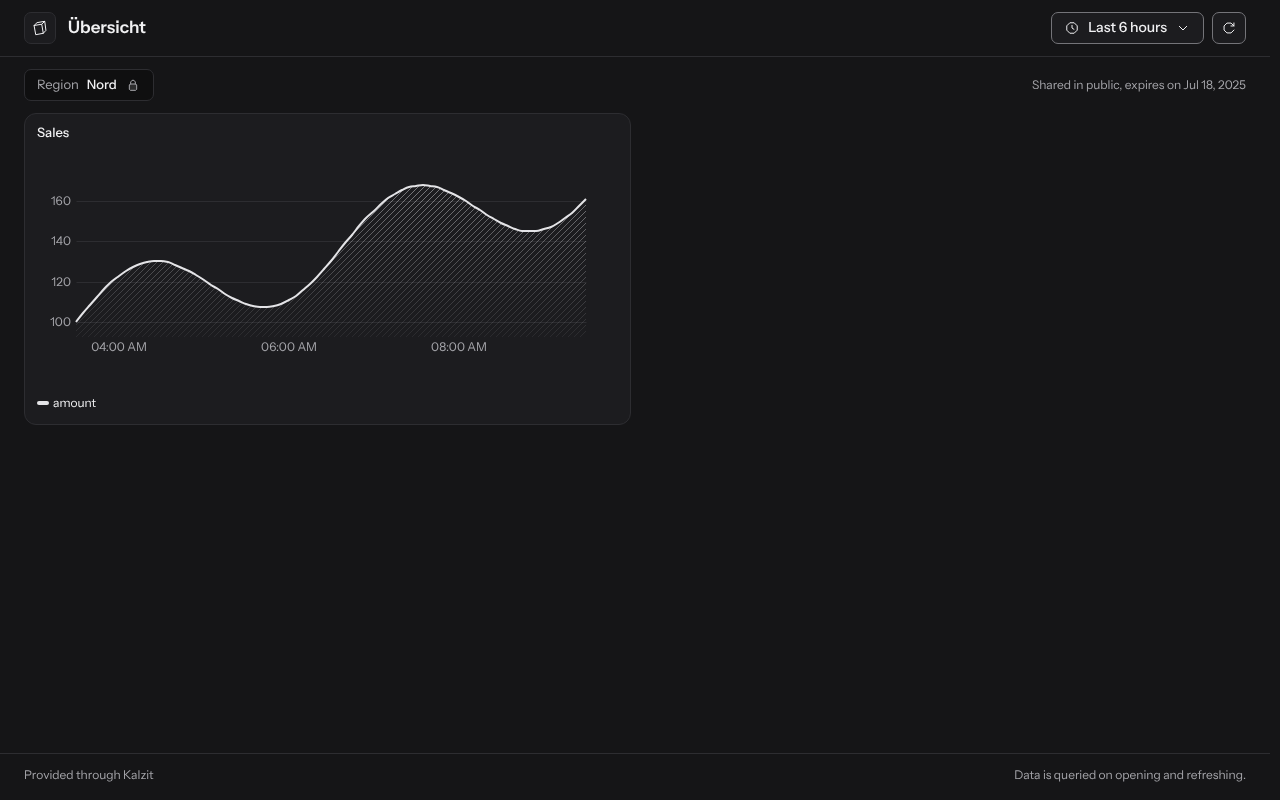 Übersicht
Last 6 hours
Region Nord
Shared in public, expires on Jul 18, 2025
Sales
160
140
120
100
04:00 AM 06:00 AM 08:00 AM
amount
Provided through Kalzit
Data is queried on opening and refreshing.